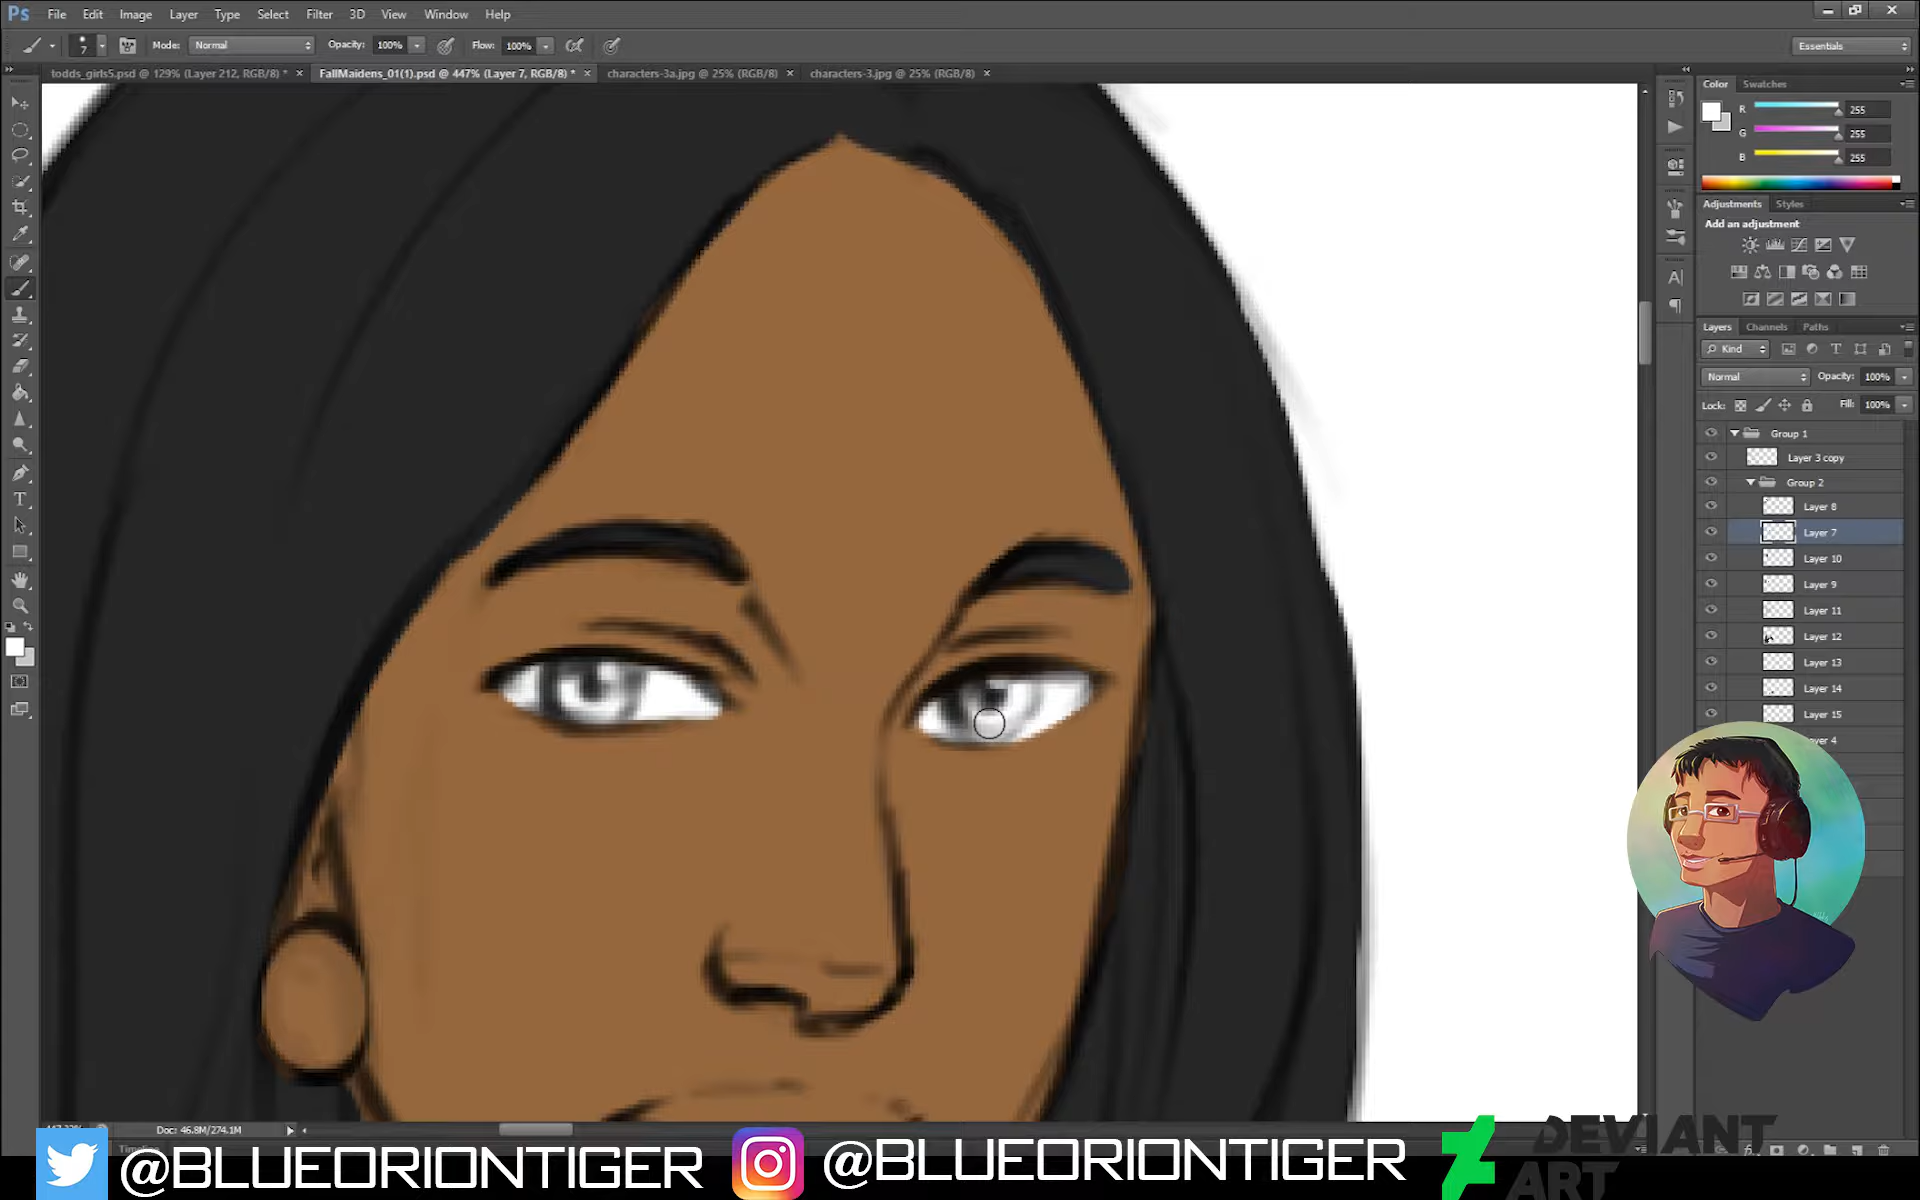 Ps File Edit Image Layer Type Select Filter 3D View Window Help
7 Mode: Normal Opacity: 100% Flow: 100% Essentials
todds_girls5.psd @ 129% (Layer 212, RGB/8) * × FallMaidens_01(1).psd @ 447% (Layer 7, RGB/8) * × characters-3a.jpg @ 25% (RGB/8) × characters-3.jpg @ 25% (RGB/8) ×
Color Swatches
R 255
G 255
B 255
Adjustments Styles
Add an adjustment
Layers Channels Paths
Kind
Normal Opacity: 100%
Lock: Fill: 100%
Group 1
Layer 3 copy
Group 2
Layer 8
Layer 7
Layer 10
Layer 9
Layer 11
Layer 12
Layer 13
Layer 14
Layer 15
Doc: 46.8M/274.1M
Timeline
@BLUEORIONTIGER
@BLUEORIONTIGER
DEVIANT
ART